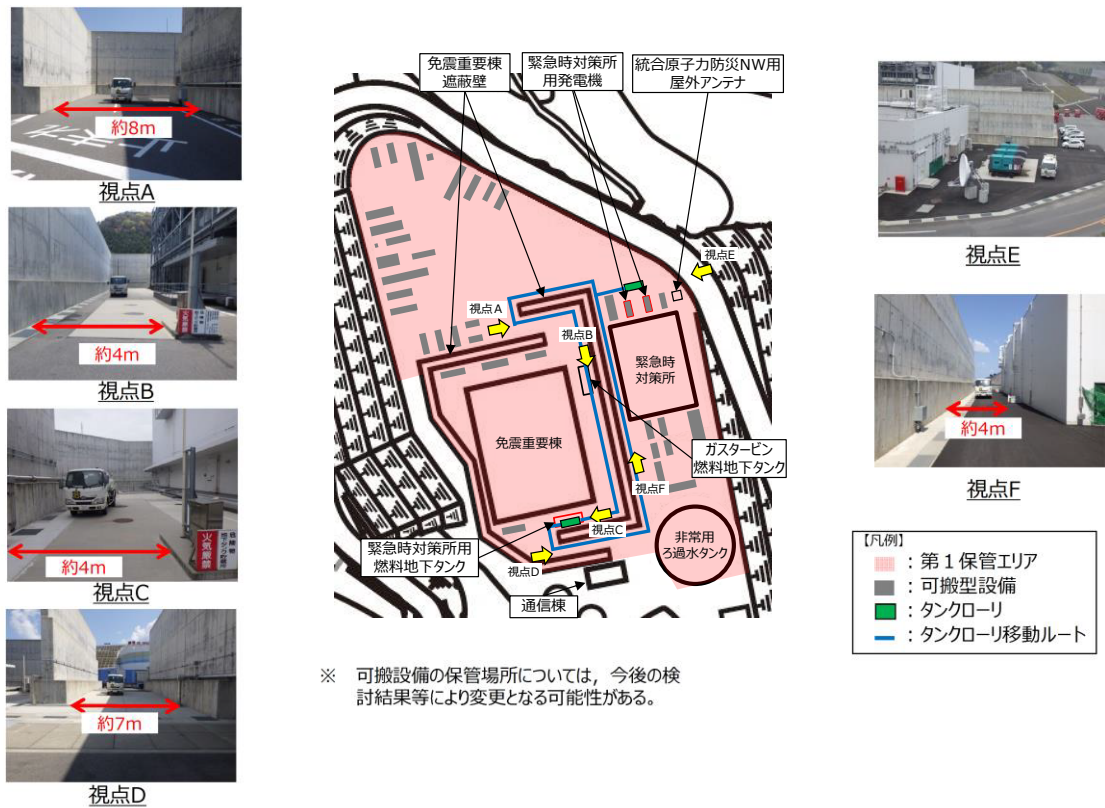 約8m
止
視点A
約4m
火気厳禁
視点B
約4m
火気厳禁
視点C
約7m
視点D
免震重要棟
遮蔽壁
緊急時対策所
用発電機
統合原子力防災NW用
屋外アンテナ
視点E
視点A
視点B
緊急時
対策所
免震重要棟
ガスタービン
燃料地下タンク
視点F
視点C
緊急時対策所用
燃料地下タンク
視点D
非常用
ろ過水タンク
通信棟
※ 可搬設備の保管場所については,今後の検
討結果等により変更となる可能性がある。
視点E
約4m
視点F
【凡例】
：第１保管エリア
：可搬型設備
：タンクローリ
：タンクローリ移動ルート